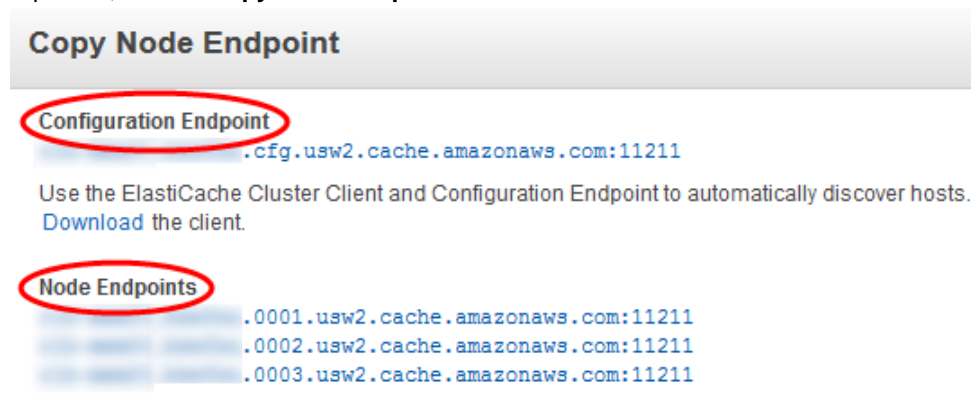 Copy Node Endpoint
Configuration Endpoint
.cfg.usw2.cache.amazonaws.com:11211
Use the ElastiCache Cluster Client and Configuration Endpoint to automatically discover hosts.
Download the client.
Node Endpoints
.0001.usw2.cache.amazonaws.com:11211
.0002.usw2.cache.amazonaws.com:11211
.0003.usw2.cache.amazonaws.com:11211